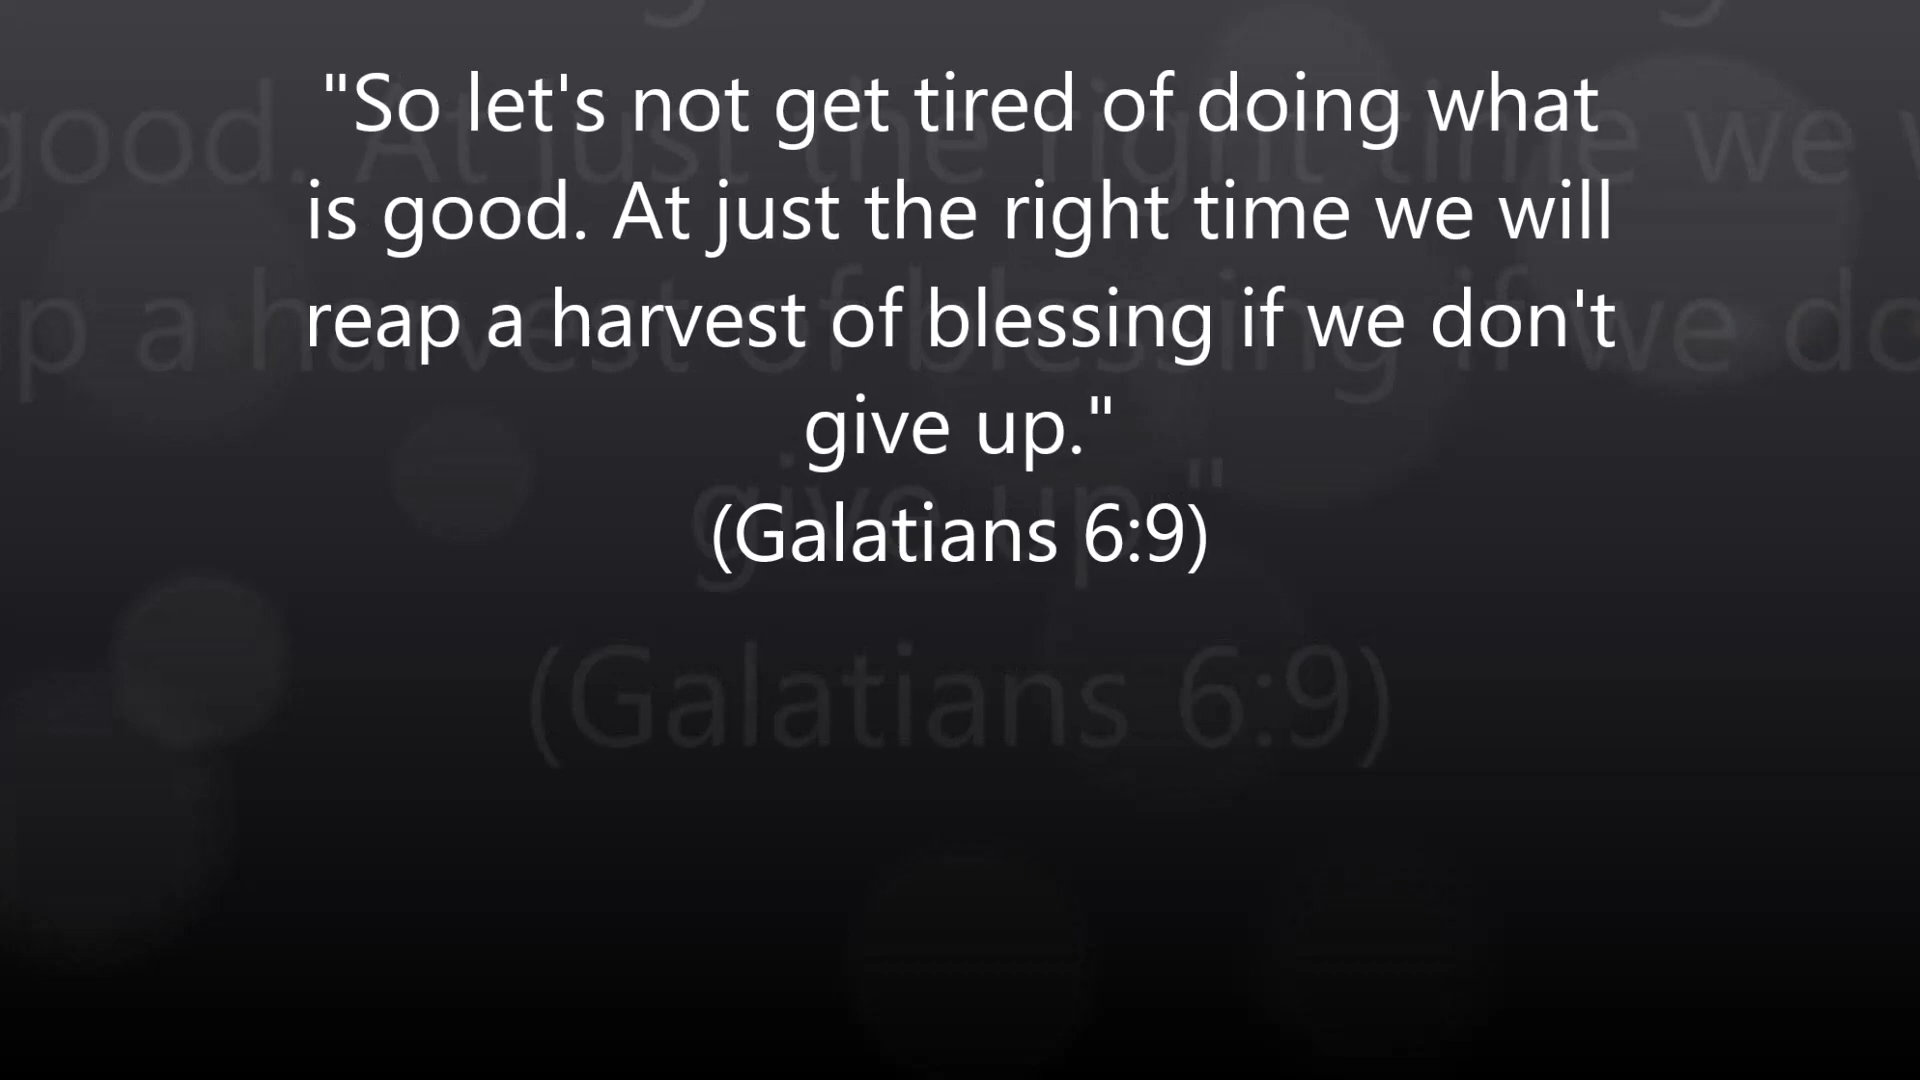 "So let's not get tired of doing what
is good. At just the right time we will
reap a harvest of blessing if we don't
give up."
(Galatians 6:9)